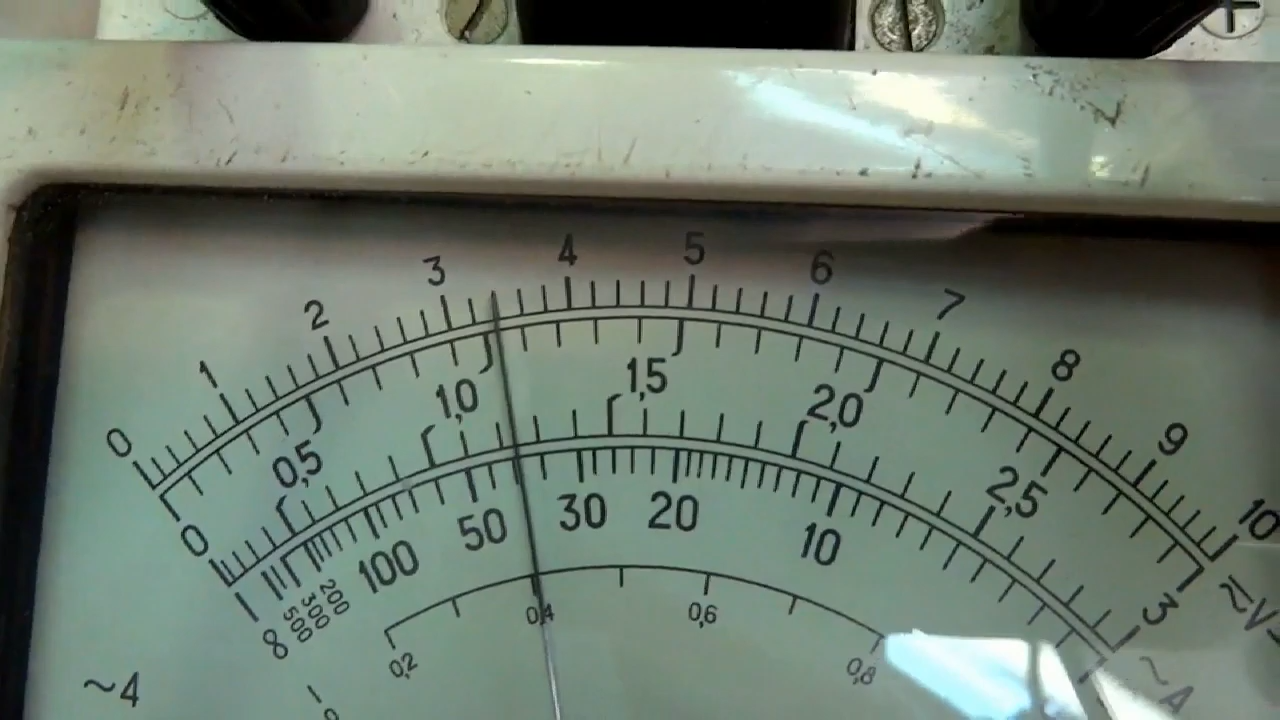 +
0 1 2 3 4 5 6 7 8 9 10
0 0,5 1,0 1,5 2,0 2,5 3
∞ 500 300 200 100 50 30 20 10
0,2 0,4 0,6 0,8
~4
~A